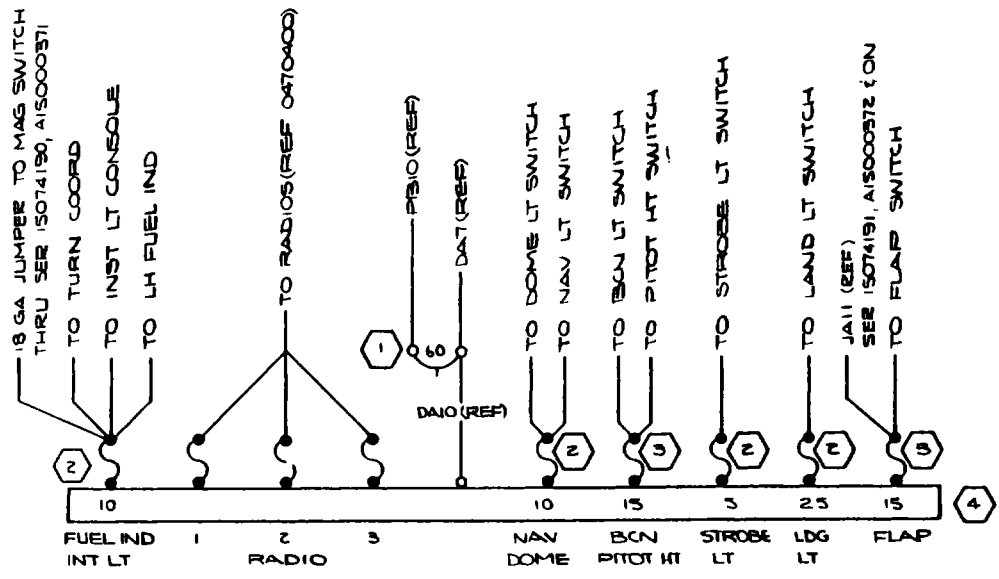 18 GA JUMPER TO MAG SWITCH
THRU SER 15074190, A1500371
TO TURN COORD
TO INST LT CONSOLE
TO LH FUEL IND
TO RADIOS (REF 0470400)
PB10 (REF)
DA7 (REF)
TO DOME LT SWITCH
TO NAV LT SWITCH
TO BCN LT SWITCH
TO PITOT HT SWITCH
TO STROBE LT SWITCH
TO LAND LT SWITCH
JA11 (REF)
SER 15074191, A1500372 & ON
TO FLAP SWITCH
1
60
DA10 (REF)
2
2
3
2
2
3
10
10
15
5
25
15
4
FUEL IND
INT LT
1
2
3
RADIO
NAV
DOME
BCN
PITOT HT
STROBE
LT
LDG
LT
FLAP